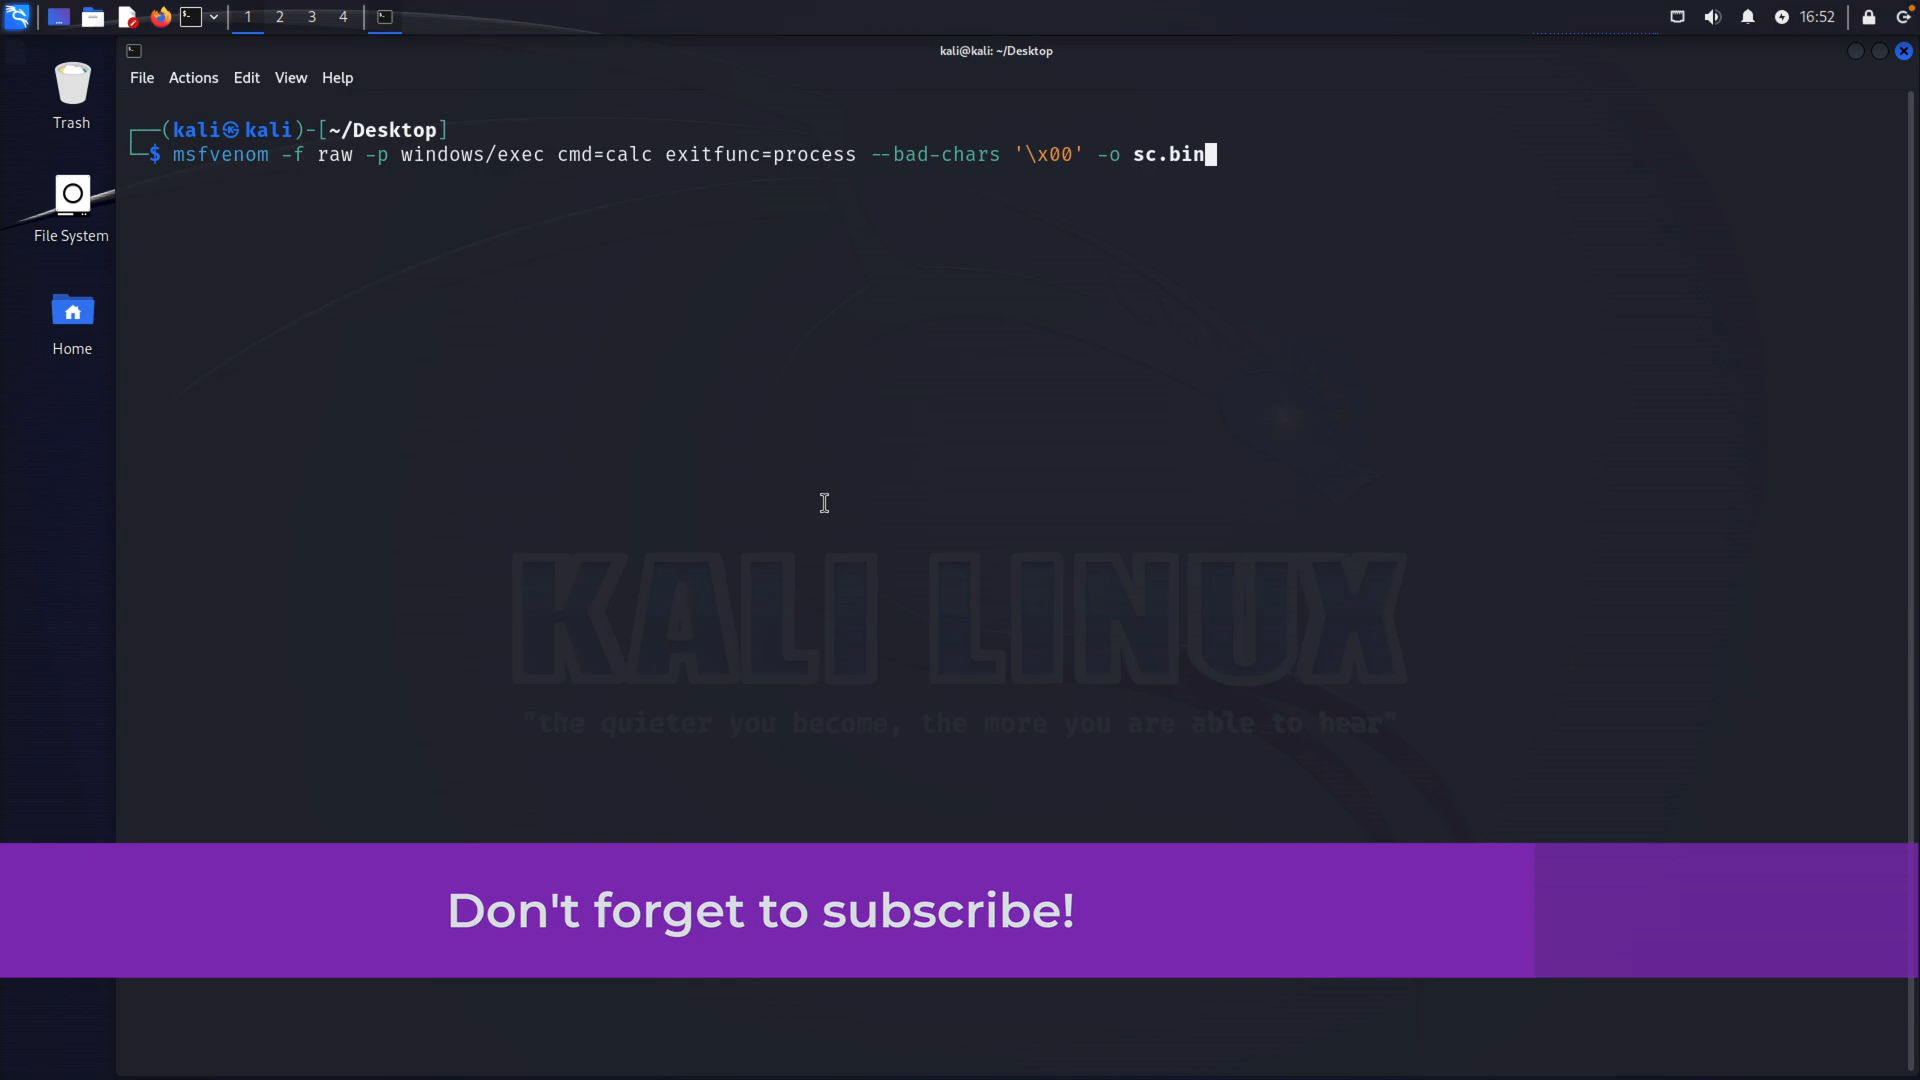 1 2 3 4 16:52
kali@kali: ~/Desktop
File Actions Edit View Help
Trash
File System
Home
┌──(kali㉿kali)-[~/Desktop]
└─$ msfvenom -f raw -p windows/exec cmd=calc exitfunc=process --bad-chars '\x00' -o sc.bin
KALI LINUX
"the quieter you become, the more you are able to hear"
Don't forget to subscribe!